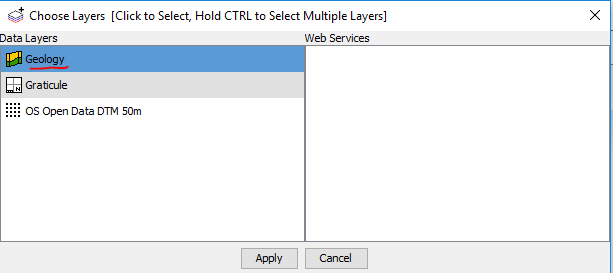 Choose Layers [Click to Select, Hold CTRL to Select Multiple Layers]
Data Layers
Web Services
Geology
Graticule
OS Open Data DTM 50m
Apply
Cancel